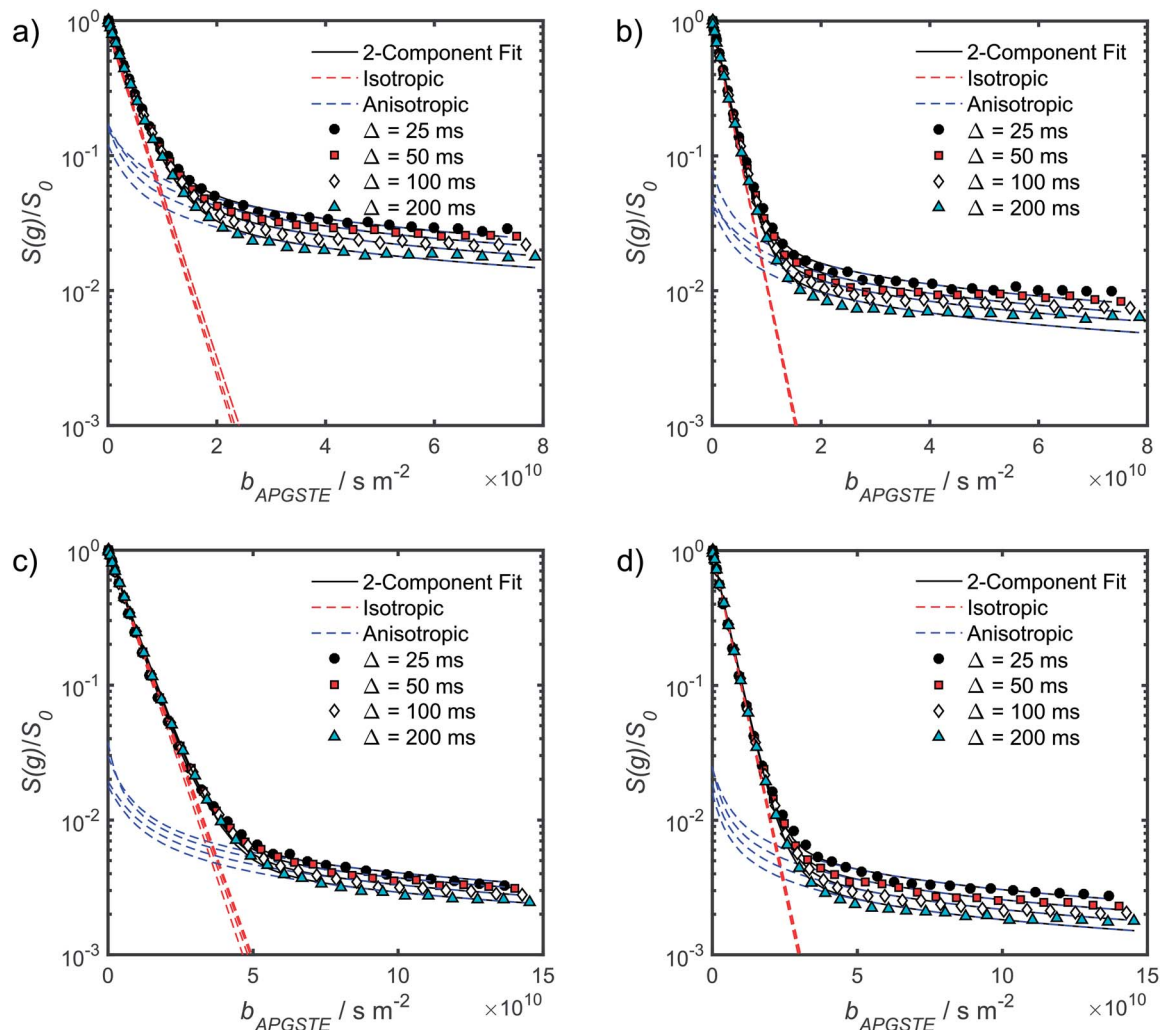 a)
10^0
10^-1
10^-2
10^-3
S(g)/S_0
2-Component Fit
Isotropic
Anisotropic
Δ = 25 ms
Δ = 50 ms
Δ = 100 ms
Δ = 200 ms
0 2 4 6 8
b_APGSTE / s m^-2 ×10^10
b)
10^0
10^-1
10^-2
10^-3
S(g)/S_0
2-Component Fit
Isotropic
Anisotropic
Δ = 25 ms
Δ = 50 ms
Δ = 100 ms
Δ = 200 ms
0 2 4 6 8
b_APGSTE / s m^-2 ×10^10
c)
10^0
10^-1
10^-2
10^-3
S(g)/S_0
2-Component Fit
Isotropic
Anisotropic
Δ = 25 ms
Δ = 50 ms
Δ = 100 ms
Δ = 200 ms
0 5 10 15
b_APGSTE / s m^-2 ×10^10
d)
10^0
10^-1
10^-2
10^-3
S(g)/S_0
2-Component Fit
Isotropic
Anisotropic
Δ = 25 ms
Δ = 50 ms
Δ = 100 ms
Δ = 200 ms
0 5 10 15
b_APGSTE / s m^-2 ×10^10